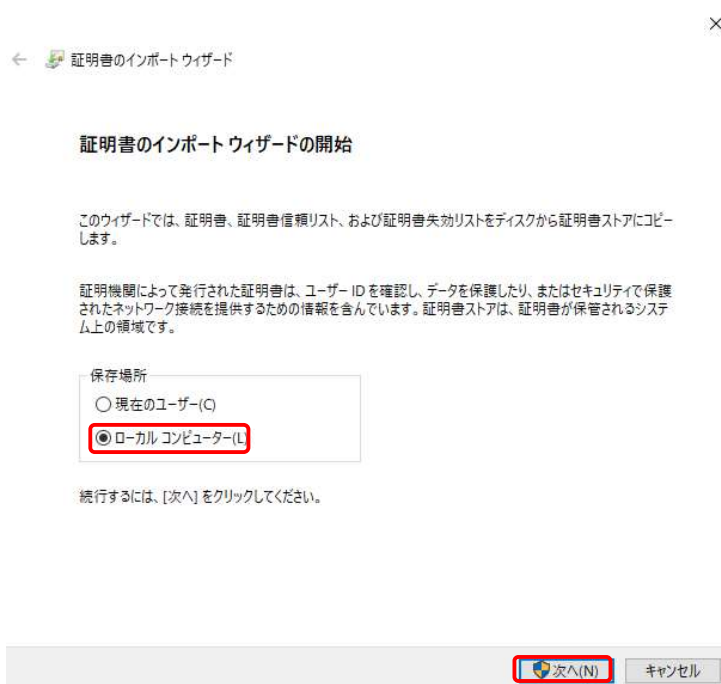 証明書のインポート ウィザード
証明書のインポート ウィザードの開始
このウィザードでは、証明書、証明書信頼リスト、および証明書失効リストをディスクから証明書ストアにコピー
します。
証明機関によって発行された証明書は、ユーザー ID を確認し、データを保護したり、またはセキュリティで保護
されたネットワーク接続を提供するための情報を含んでいます。証明書ストアは、証明書が保管されるシステ
ム上の領域です。
保存場所
現在のユーザー(C)
ローカル コンピューター(L)
続行するには、[次へ] をクリックしてください。
次へ(N)
キャンセル